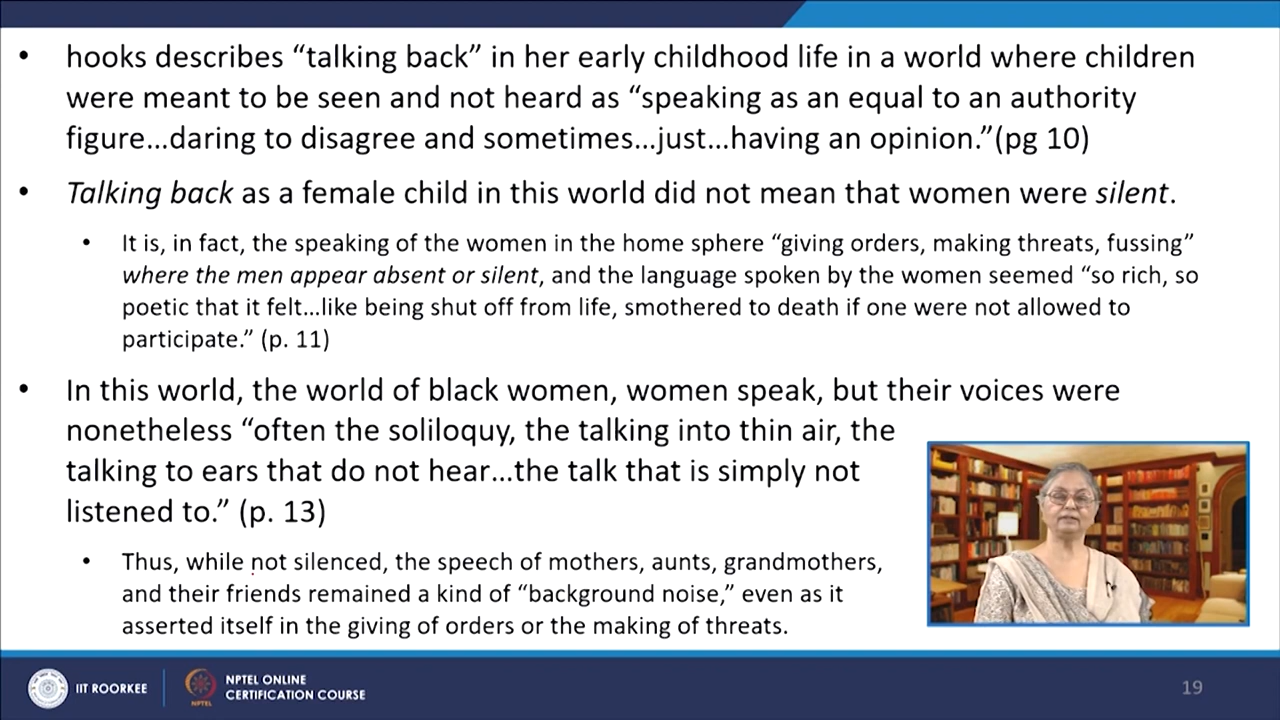 • hooks describes “talking back” in her early childhood life in a world where children
were meant to be seen and not heard as “speaking as an equal to an authority
figure…daring to disagree and sometimes…just…having an opinion.”(pg 10)
• Talking back as a female child in this world did not mean that women were silent.
• It is, in fact, the speaking of the women in the home sphere “giving orders, making threats, fussing”
where the men appear absent or silent, and the language spoken by the women seemed “so rich, so
poetic that it felt…like being shut off from life, smothered to death if one were not allowed to
participate.” (p. 11)
• In this world, the world of black women, women speak, but their voices were
nonetheless “often the soliloquy, the talking into thin air, the
talking to ears that do not hear…the talk that is simply not
listened to.” (p. 13)
• Thus, while not silenced, the speech of mothers, aunts, grandmothers,
and their friends remained a kind of “background noise,” even as it
asserted itself in the giving of orders or the making of threats.
IIT ROORKEE
NPTEL
NPTEL ONLINE
CERTIFICATION COURSE
19